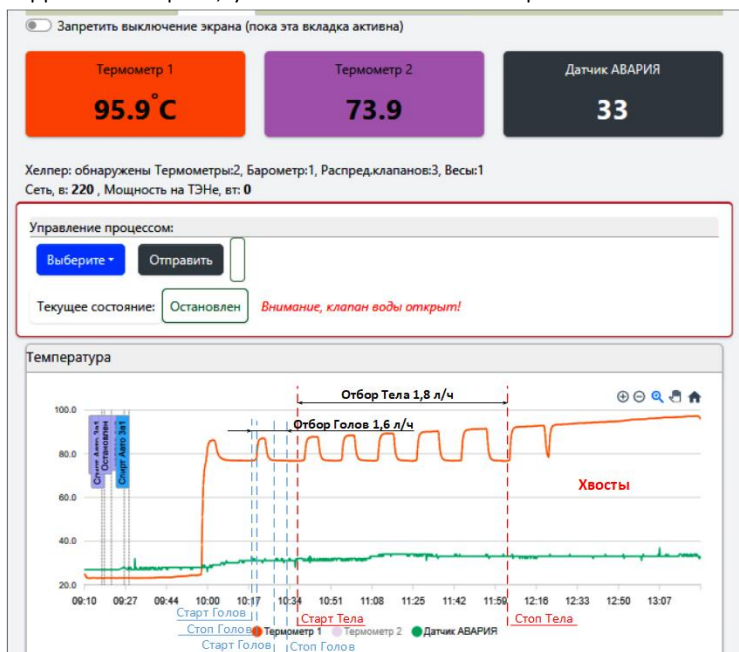 Запретить выключение экрана (пока эта вкладка активна)
Термометр 1
95.9°C
Термометр 2
73.9
Датчик АВАРИЯ
33
Хелпер: обнаружены Термометры:2, Барометр:1, Распред.клапанов:3, Весы:1
Сеть, в: 220 , Мощность на ТЭНе, вт: 0
Управление процессом:
Выберите
Отправить
Текущее состояние: Остановлен Внимание, клапан воды открыт!
Температура
Отбор Тела 1,8 л/ч
Отбор Голов 1,6 л/ч
100.0
80.0
60.0
40.0
20.0
Спирт Авто Зв1
Остановлен
Спирт Авто Зв1
Хвосты
09:10 09:27 09:44 10:00 10:17 10:34 10:51 11:08 11:25 11:42 11:59 12:16 12:33 12:50 13:07
Старт Голов
Старт Тела
Стоп Тела
Стоп Голов
Термометр 1 Термометр 2 Датчик АВАРИЯ
Старт Голов
Стоп Голов